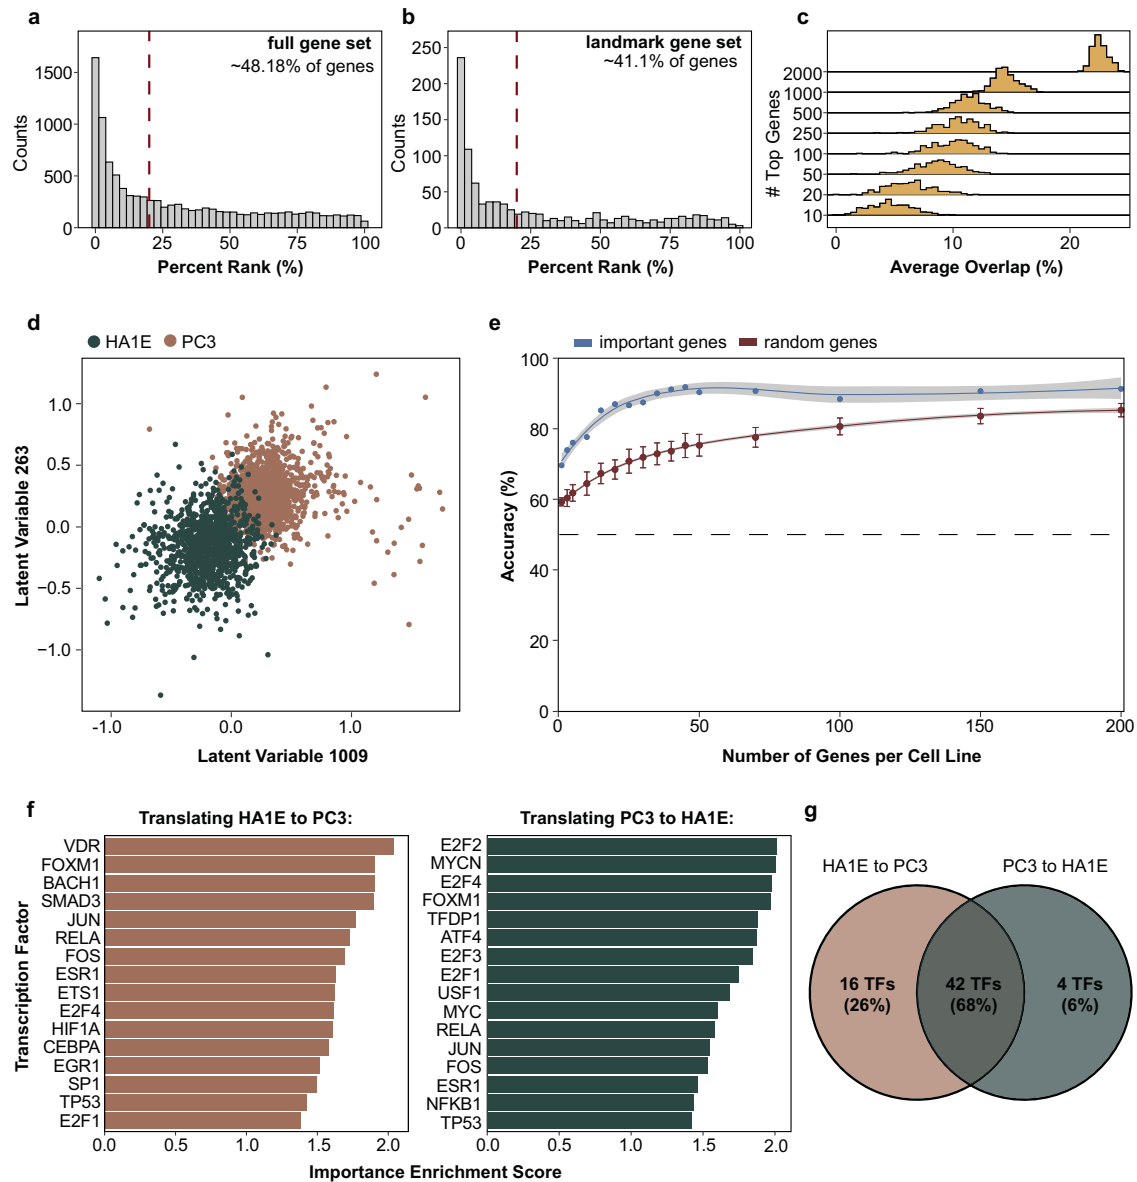 a
full gene set
~48.18% of genes
Counts
1500
1000
500
0
0
25
50
75
100
Percent Rank (%)
b
landmark gene set
~41.1% of genes
Counts
250
200
150
100
50
0
0
25
50
75
100
Percent Rank (%)
c
# Top Genes
2000
1000
500
250
100
50
20
10
0
10
20
Average Overlap (%)
d
HA1E
PC3
Latent Variable 263
1.0
0.5
0.0
−0.5
−1.0
-1.0
0.0
1.0
Latent Variable 1009
e
important genes
random genes
Accuracy (%)
100
80
60
40
20
0
0
50
100
150
200
Number of Genes per Cell Line
f
Translating HA1E to PC3:
Transcription Factor
VDR
FOXM1
BACH1
SMAD3
JUN
RELA
FOS
ESR1
ETS1
E2F4
HIF1A
CEBPA
EGR1
SP1
TP53
E2F1
0.0
0.5
1.0
1.5
2.0
Translating PC3 to HA1E:
E2F2
MYCN
E2F4
FOXM1
TFDP1
ATF4
E2F3
E2F1
USF1
MYC
RELA
JUN
FOS
ESR1
NFKB1
TP53
0.0
0.5
1.0
1.5
2.0
Importance Enrichment Score
g
HA1E to PC3
PC3 to HA1E
16 TFs
(26%)
42 TFs
(68%)
4 TFs
(6%)